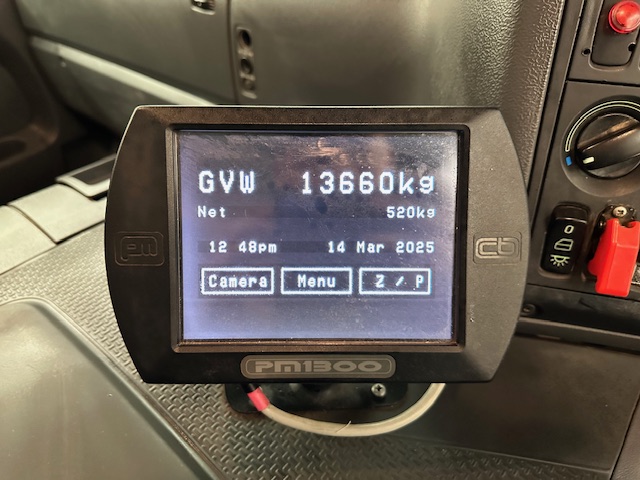 GVW 13660kg
Net 520kg
12 48pm 14 Mar 2025
Camera Menu Z / P
pm CB
PM1300
O